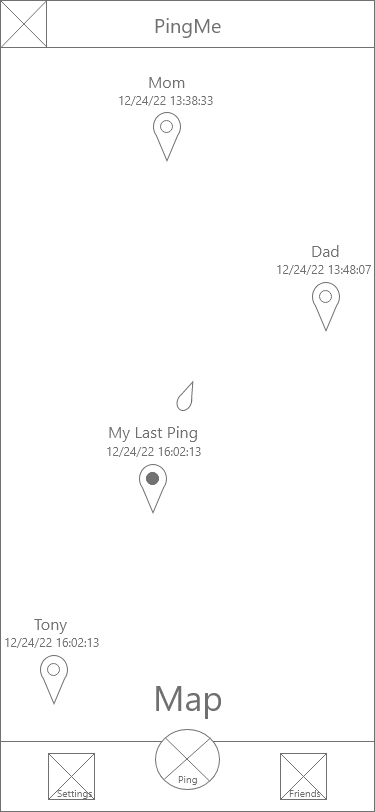 PingMe
Mom
12/24/22 13:38:33
Dad
12/24/22 13:48:07
My Last Ping
12/24/22 16:02:13
Tony
12/24/22 16:02:13
Map
Settings
Ping
Friends